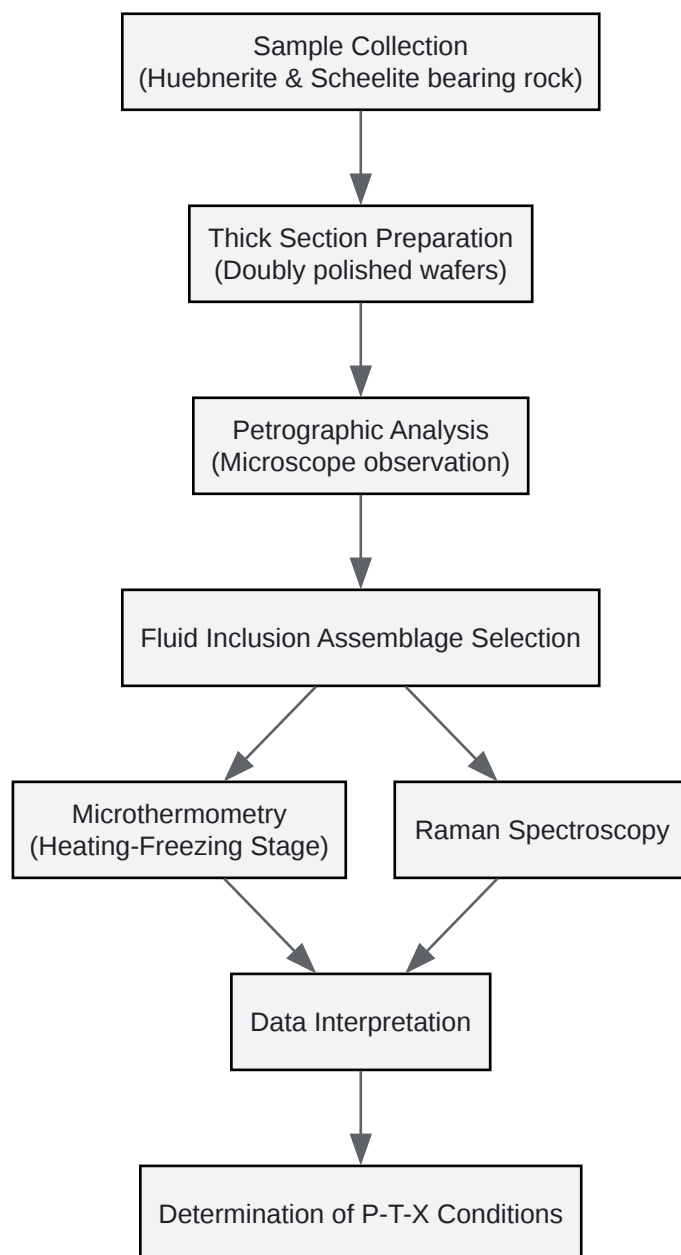 Sample Collection
(Huebnerite & Scheelite bearing rock)
Thick Section Preparation
(Doubly polished wafers)
Petrographic Analysis
(Microscope observation)
Fluid Inclusion Assemblage Selection
Microthermometry
(Heating-Freezing Stage)
Raman Spectroscopy
Data Interpretation
Determination of P-T-X Conditions